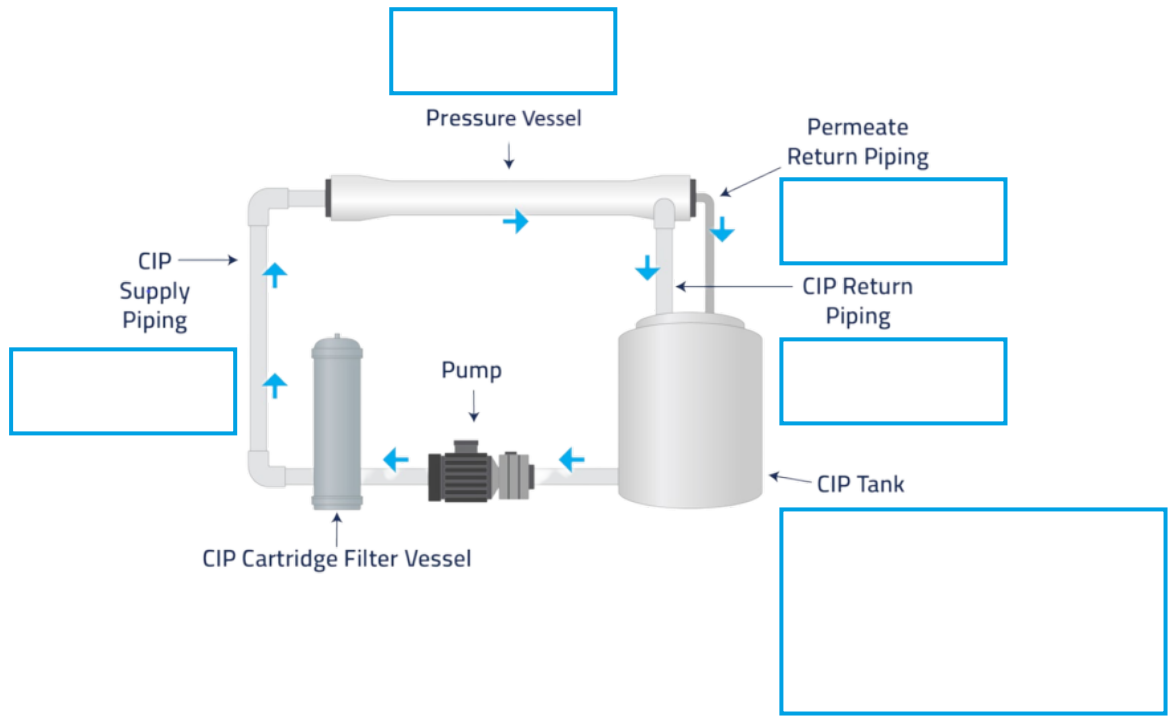 Pressure Vessel
Permeate
Return Piping
CIP
Supply
Piping
CIP Return
Piping
Pump
CIP Tank
CIP Cartridge Filter Vessel